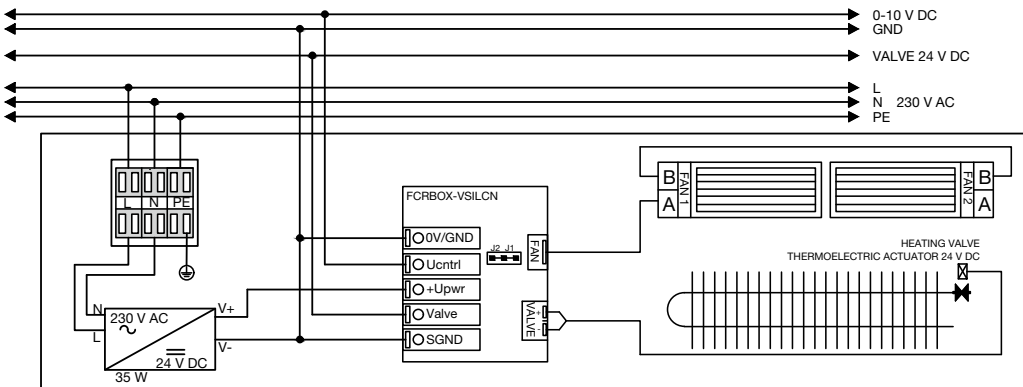 0-10 V DC
GND
VALVE 24 V DC
L
N 230 V AC
PE
L N PE
FCRBOX-VSILCN
0V/GND
Ucntrl
+Upwr
Valve
SGND
J2 J1
FAN
VALVE
+
-
B
A
FAN 1
FAN 2
B
A
HEATING VALVE
THERMOELECTRIC ACTUATOR 24 V DC
N
L
230 V AC
24 V DC
V+
V-
35 W